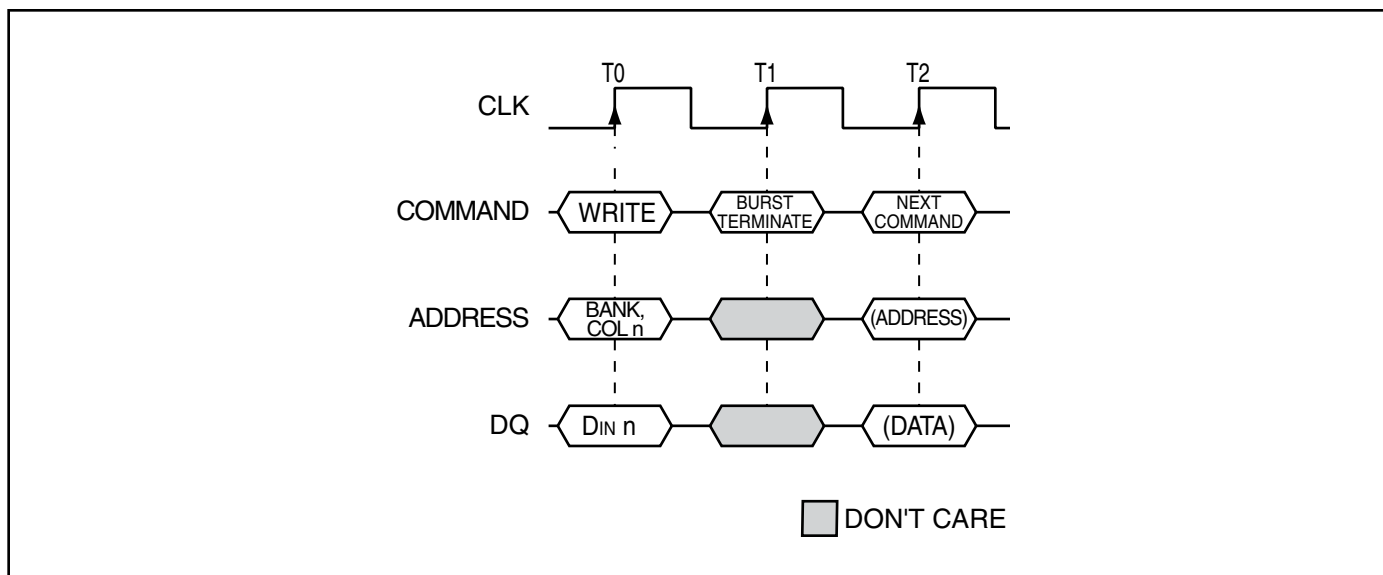 T0 T1 T2
CLK
COMMAND WRITE BURST TERMINATE NEXT COMMAND
ADDRESS BANK, COL n (ADDRESS)
DQ DIN n (DATA)
DON'T CARE